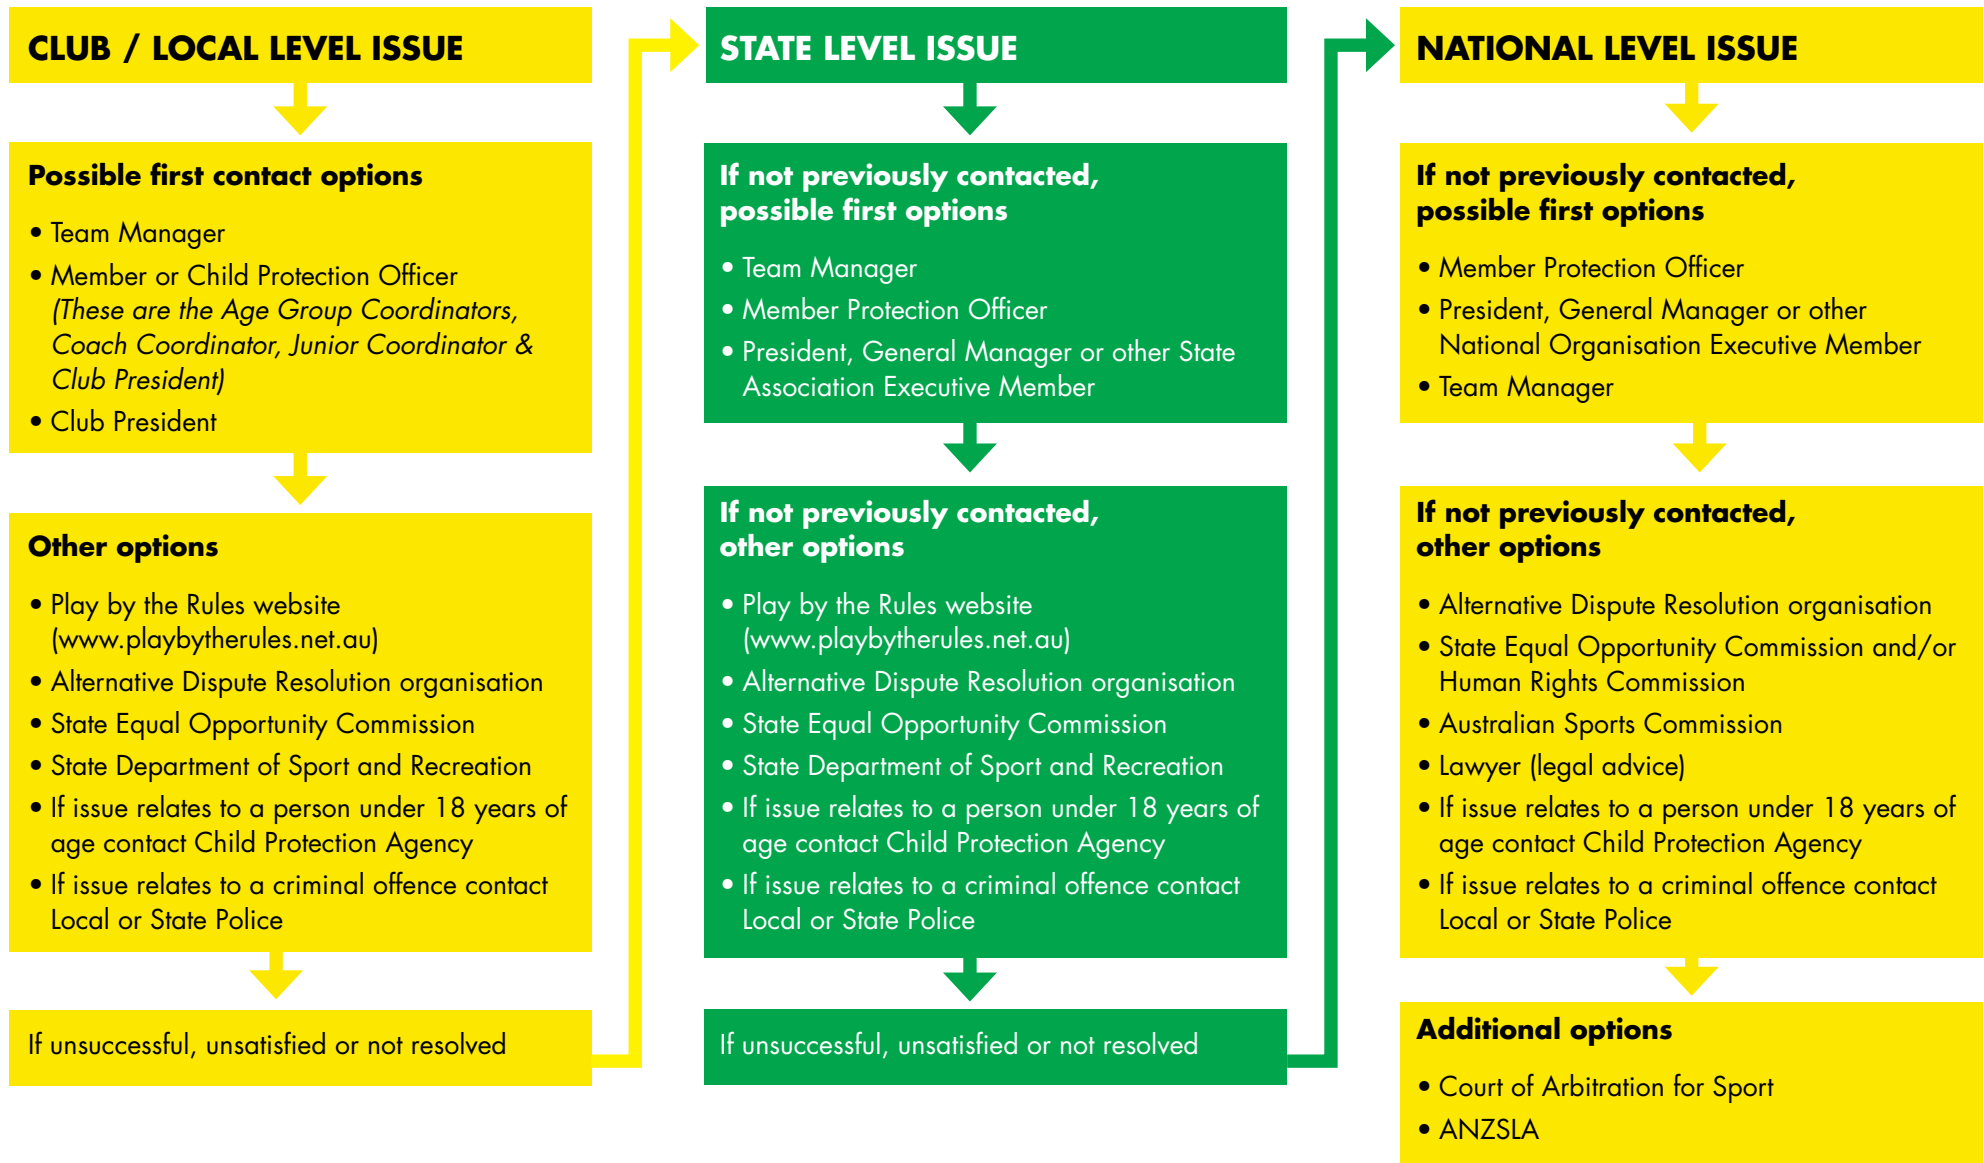 CLUB / LOCAL LEVEL ISSUE
Possible first contact options
• Team Manager
• Member or Child Protection Officer
(These are the Age Group Coordinators,
Coach Coordinator, Junior Coordinator &
Club President)
• Club President
Other options
• Play by the Rules website
(www.playbytherules.net.au)
• Alternative Dispute Resolution organisation
• State Equal Opportunity Commission
• State Department of Sport and Recreation
• If issue relates to a person under 18 years of
age contact Child Protection Agency
• If issue relates to a criminal offence contact
Local or State Police
If unsuccessful, unsatisfied or not resolved
STATE LEVEL ISSUE
If not previously contacted,
possible first options
• Team Manager
• Member Protection Officer
• President, General Manager or other State
Association Executive Member
If not previously contacted,
other options
• Play by the Rules website
(www.playbytherules.net.au)
• Alternative Dispute Resolution organisation
• State Equal Opportunity Commission
• State Department of Sport and Recreation
• If issue relates to a person under 18 years of
age contact Child Protection Agency
• If issue relates to a criminal offence contact
Local or State Police
If unsuccessful, unsatisfied or not resolved
NATIONAL LEVEL ISSUE
If not previously contacted,
possible first options
• Member Protection Officer
• President, General Manager or other
National Organisation Executive Member
• Team Manager
If not previously contacted,
other options
• Alternative Dispute Resolution organisation
• State Equal Opportunity Commission and/or
Human Rights Commission
• Australian Sports Commission
• Lawyer (legal advice)
• If issue relates to a person under 18 years of
age contact Child Protection Agency
• If issue relates to a criminal offence contact
Local or State Police
Additional options
• Court of Arbitration for Sport
• ANZSLA